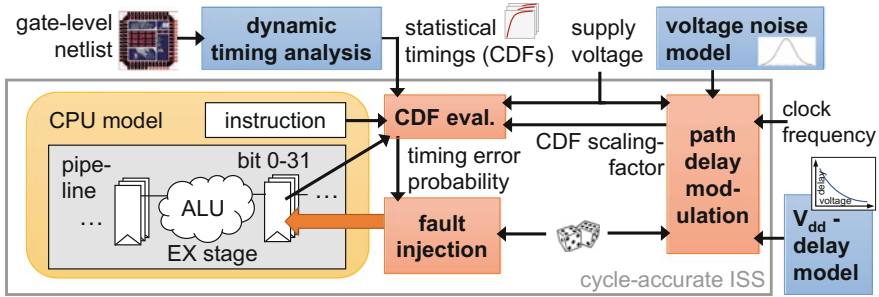 gate-level
netlist
dynamic
timing analysis
statistical
timings (CDFs)
supply
voltage
voltage noise
model
CPU model
instruction
CDF eval.
CDF scaling-
factor
path
delay
mod-
ulation
clock
frequency
pipe-
line
bit 0-31
...
ALU
...
EX stage
timing error
probability
fault
injection
delay
voltage
Vdd -
delay
model
cycle-accurate ISS